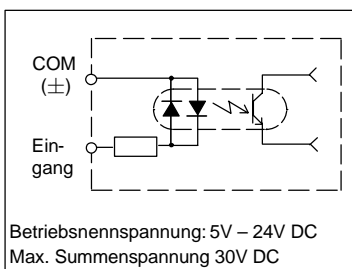 COM
(±)
Ein-
gang
Betriebsnennspannung: 5V – 24V DC
Max. Summenspannung 30V DC